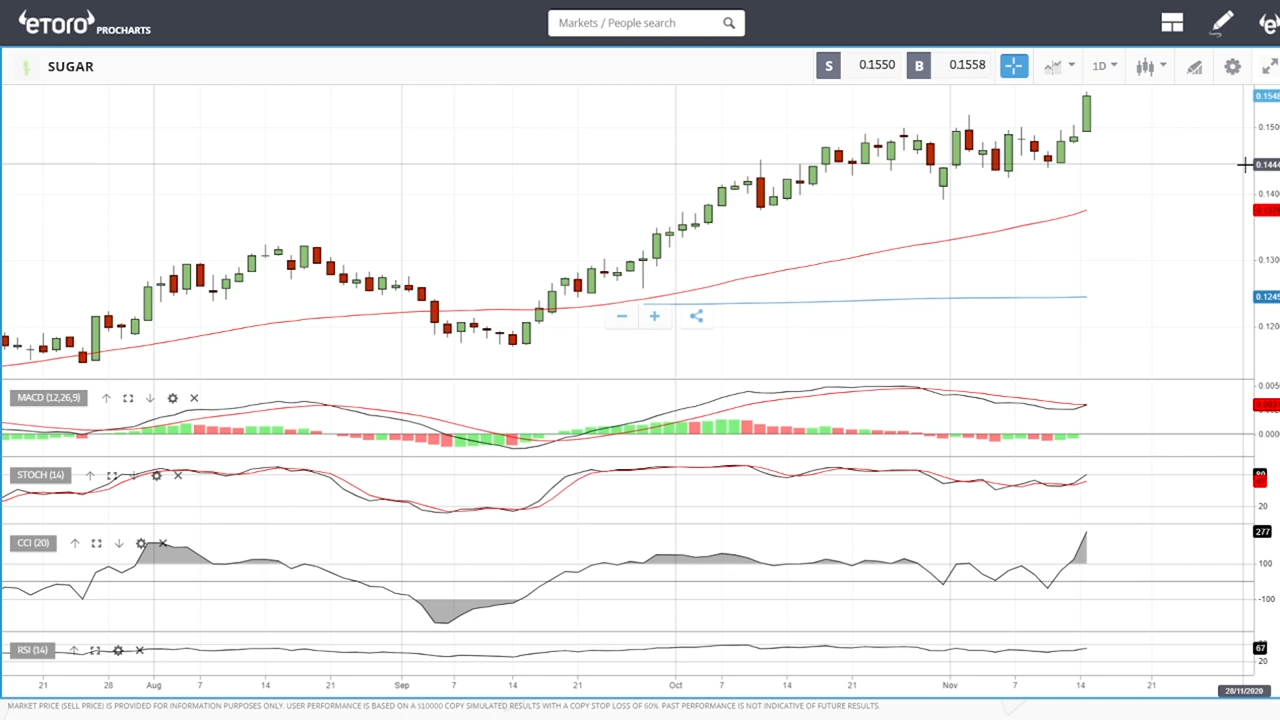 eToro PROCHARTS
Markets / People search
SUGAR
S 0.1550 B 0.1558 1D
0.1548
0.150
0.1444
0.140
0.130
0.1245
0.120
MACD (12,26,9)
0.005
0.000
STOCH (14)
80
20
CCI (20)
277
100
-100
RSI (14)
67
20
21 28 Aug 7 14 21 Sep 7 14 21 Oct 7 14 21 Nov 7 14 21
28/11/2020
MARKET PRICE (SELL PRICE) IS PROVIDED FOR INFORMATION PURPOSES ONLY. USER PERFORMANCE IS BASED ON A $10000 COPY SIMULATED RESULTS WITH A COPY STOP LOSS OF 60%. PAST PERFORMANCE IS NOT INDICATIVE OF FUTURE RESULTS.